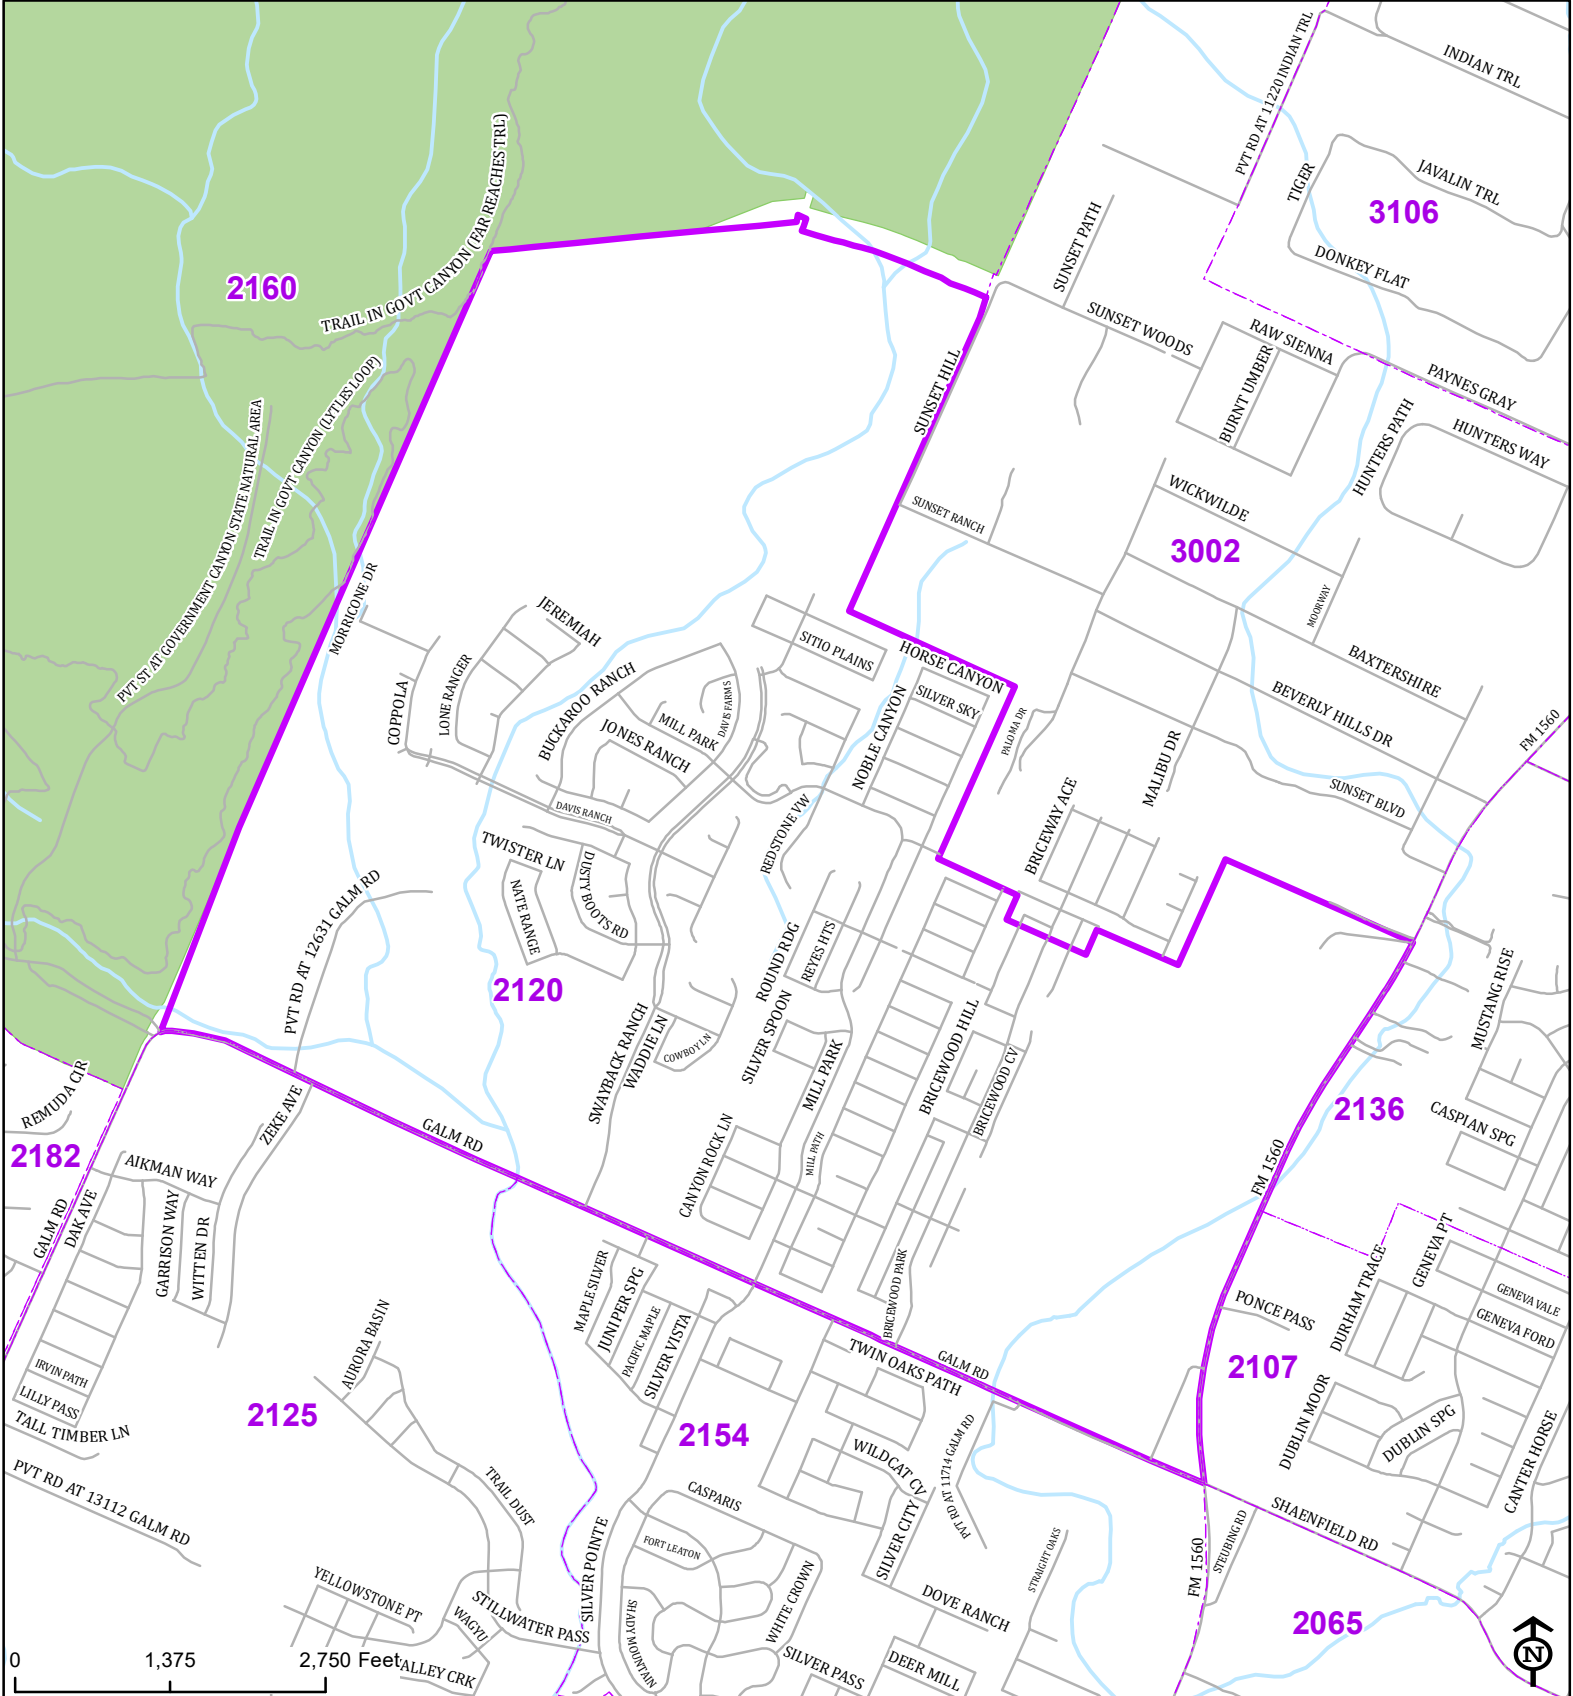 INDIAN TRL
PVT RD AT 11220 INDIAN TRL
TIGER
JAVALIN TRL
3106
TRAIL IN GOVT CANYON (FAR REACHES TRL)
SUNSET PATH
DONKEY FLAT
2160
SUNSET WOODS
RAW SIENNA
BURNT UMBER
PAYNES GRAY
SUNSET HILL
HUNTERS PATH
HUNTERS WAY
TRAIL IN GOVT CANYON (LYTLES LOOP)
PVT ST AT GOVERNMENT CANYON STATE NATURAL AREA
WICKWILDE
SUNSET RANCH
3002
MORRICONE DR
JEREMIAH
MOORWAY
SITIO PLAINS
HORSE CANYON
BAXTERSHIRE
COPPOLA
LONE RANGER
BUCKAROO RANCH
MILL PARK
DAVIS FARMS
JONES RANCH
NOBLE CANYON
SILVER SKY
PALOMA DR
BEVERLY HILLS DR
FM 1560
MALIBU DR
SUNSET BLVD
DAVIS RANCH
REDSTONE VW
BRICEWAY ACE
TWISTER LN
NATE RANGE
DUSTY BOOTS RD
PVT RD AT 12631 GALM RD
2120
ROUND RDG
REYES HTS
SILVER SPOON
MUSTANG RISE
SWAYBACK RANCH
WADDIE LN
COWBOY LN
MILL PARK
BRICEWOOD HILL
BRICEWOOD CV
2136
CASPIAN SPG
REMUDA CIR
2182
ZEKE AVE
GALM RD
CANYON ROCK LN
MILL PATH
FM 1560
AIKMAN WAY
GALM RD
DAK AVE
GARRISON WAY
WITTEN DR
MAPLE SILVER
JUNIPER SPG
PACIFIC MAPLE
SILVER VISTA
BRICEWOOD PARK
GENEVA PT
DURHAM TRACE
GENEVA VALE
GENEVA FORD
PONCE PASS
2107
AURORA BASIN
TWIN OAKS PATH
GALM RD
IRVIN PATH
LILLY PASS
TALL TIMBER LN
2125
2154
DUBLIN MOOR
DUBLIN SPG
CANTER HORSE
WILDCAT CV
PVT RD AT 11714 GALM RD
PVT RD AT 13112 GALM RD
TRAIL DUST
CASPARIS
SILVER CITY
SHAENFIELD RD
STEUBING RD
FM 1560
FORT LEATON
SILVER POINTE
STRAIGHT OAKS
YELLOWSTONE PT
WAGYU
STILLWATER PASS
SHADY MOUNTAIN
WHITE CROWN
DOVE RANCH
2065
SILVER PASS
DEER MILL
ALLEY CRK
0 1,375 2,750 Feet
N